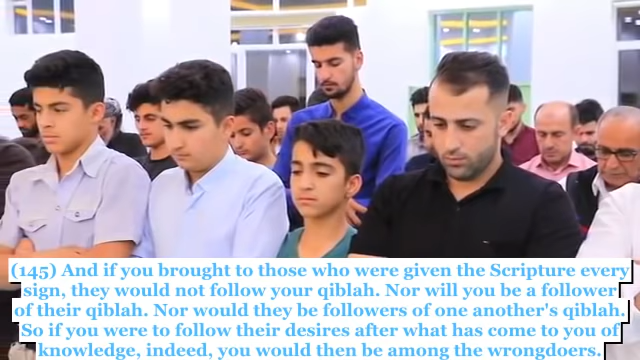 (145) And if you brought to those who were given the Scripture every
sign, they would not follow your qiblah. Nor will you be a follower
of their qiblah. Nor would they be followers of one another's qiblah.
So if you were to follow their desires after what has come to you of
knowledge, indeed, you would then be among the wrongdoers.